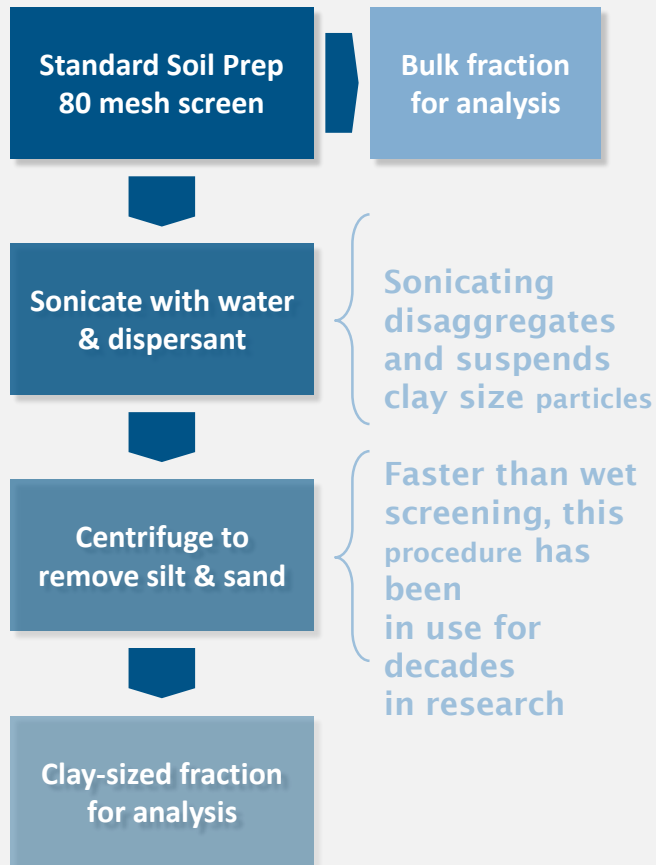 Standard Soil Prep
80 mesh screen
Bulk fraction
for analysis
Sonicate with water
& dispersant
Sonicating
disaggregates
and suspends
clay size particles
Centrifuge to
remove silt & sand
Faster than wet
screening, this
procedure has
been
in use for
decades
in research
Clay-sized fraction
for analysis